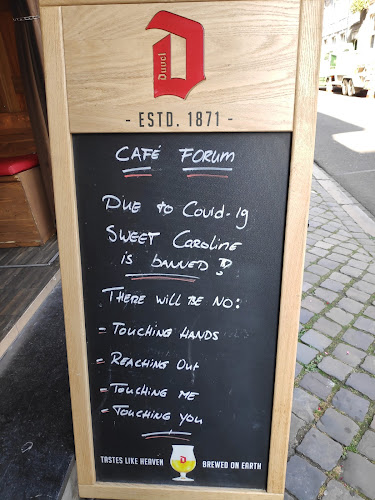 Duvel
- ESTD. 1871 -
CAFÉ FORUM
DUE to Covid-19
SWEET CAROLINE
is BANNED!
THERE WILL BE NO:
- TOUCHING HANDS
- REACHING OUT
- TOUCHING ME
- TOUCHING YOU
TASTES LIKE HEAVEN BREWED ON EARTH